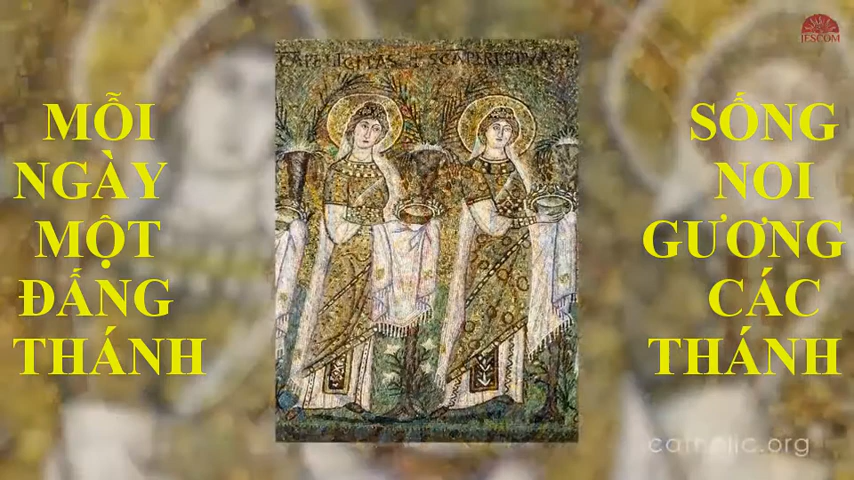 MỖI
NGÀY
MỘT
ĐẤNG
THÁNH
SỐNG
NOI
GƯƠNG
CÁC
THÁNH
JESCOM
catholic.org